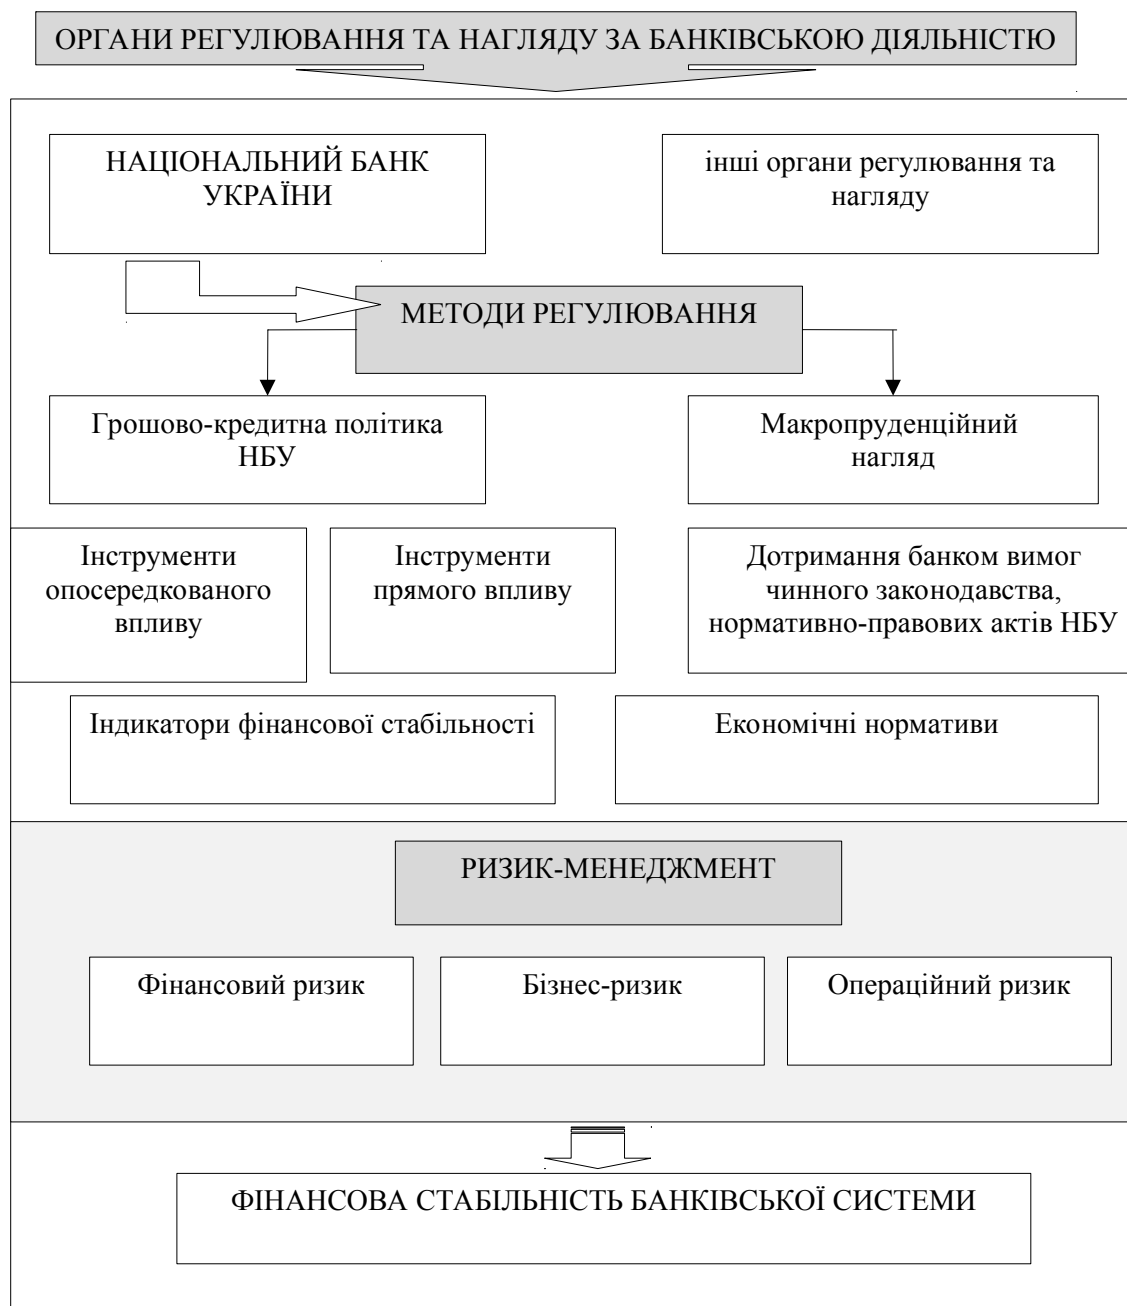 ОРГАНИ РЕГУЛЮВАННЯ ТА НАГЛЯДУ ЗА БАНКІВСЬКОЮ ДІЯЛЬНІСТЮ
НАЦІОНАЛЬНИЙ БАНК
УКРАЇНИ
інші органи регулювання та
нагляду
МЕТОДИ РЕГУЛЮВАННЯ
Грошово-кредитна політика
НБУ
Макропруденційний
нагляд
Інструменти
опосередкованого
впливу
Інструменти
прямого впливу
Дотримання банком вимог
чинного законодавства,
нормативно-правових актів НБУ
Індикатори фінансової стабільності
Економічні нормативи
РИЗИК-МЕНЕДЖМЕНТ
Фінансовий ризик
Бізнес-ризик
Операційний ризик
ФІНАНСОВА СТАБІЛЬНІСТЬ БАНКІВСЬКОЇ СИСТЕМИ